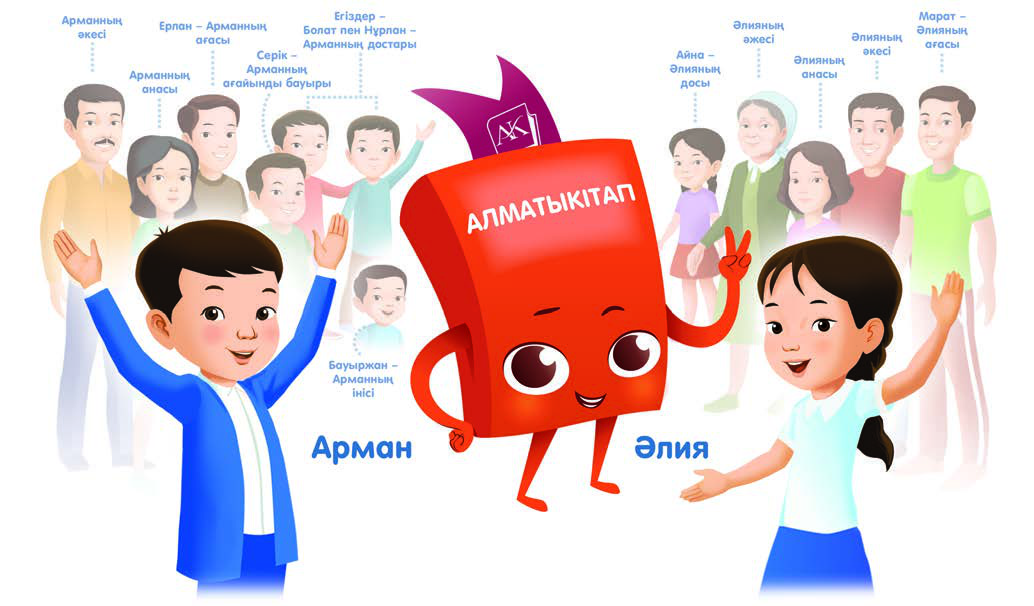 Арманның
әкесі
Ерлан – Арманның
ағасы
Егіздер –
Болат пен Нұрлан –
Арманның достары
Арманның
анасы
Серік –
Арманның
ағайынды бауыры
Бауыржан –
Арманның
інісі
Айна –
Әлияның
досы
Әлияның
әжесі
Әлияның
анасы
Әлияның
әкесі
Марат –
Әлияның
ағасы
АК
АЛМАТЫКІТАП
Арман
Әлия